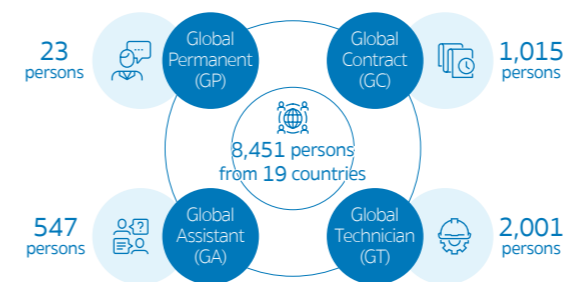 23
persons
Global
Permanent
(GP)
Global
Contract
(GC)
1,015
persons
8,451 persons
from 19 countries
547
persons
Global
Assistant
(GA)
Global
Technician
(GT)
2,001
persons